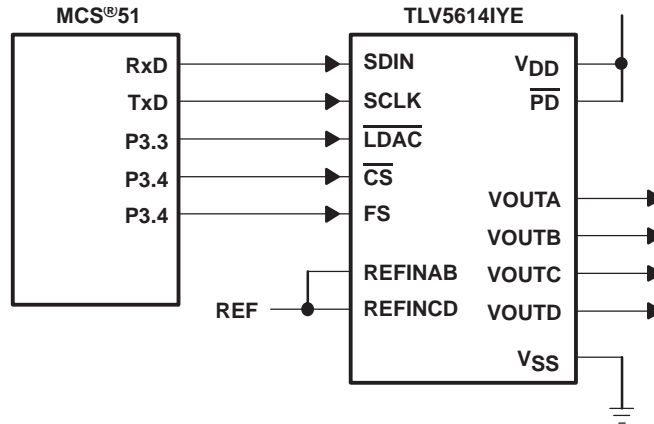 MCS®51
TLV5614IYE
RxD
TxD
P3.3
P3.4
P3.4
SDIN
SCLK
LDAC
CS
FS
REFINAB
REFINCD
REF
VDD
PD
VOUTA
VOUTB
VOUTC
VOUTD
VSS